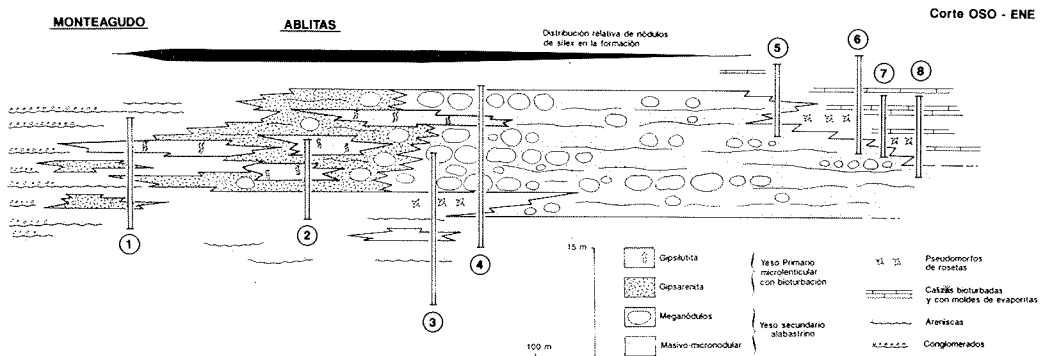 Corte OSO - ENE
MONTEAGUDO
ABLITAS
Distribución relativa de nódulos
de sílex en la formación
5
6
7
8
1
2
3
4
15 m
100 m
Gipsilutita
Gipsarenita
Yeso Primario
microlenticular
con bioturbación
Meganódulos
Masivo-micronodular
Yeso secundario
alabastrino
Pseudomorfos
de rosetas
Calizas bioturbadas
y con moldes de evaporitas
Areniscas
Conglomerados